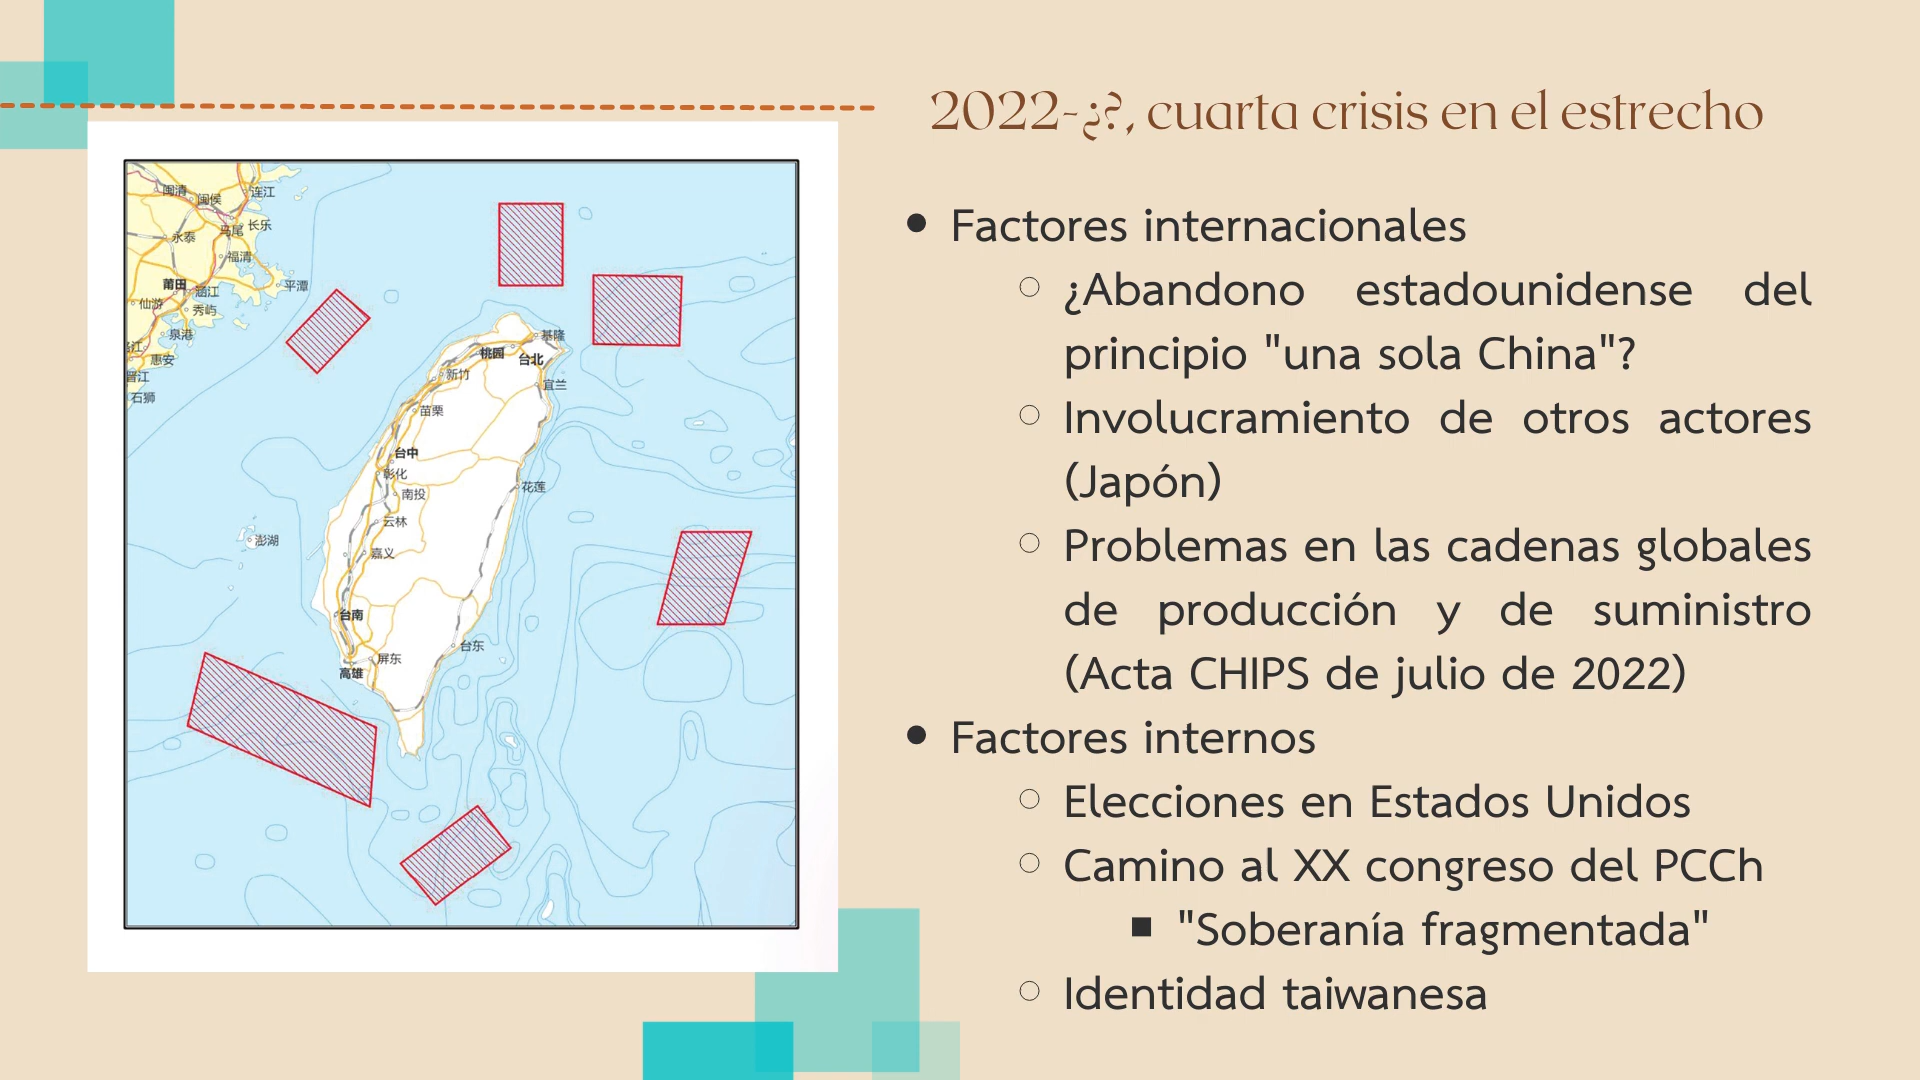 2022-¿?, cuarta crisis en el estrecho
闽清
连江
闽侯
长乐
马尾
永泰
福清
莆田
平潭
涵江
仙游
秀屿
泉港
惠安
晋江
石狮
基隆
桃园
台北
新竹
宜兰
苗栗
台中
彰化
花莲
南投
云林
澎湖
嘉义
台南
台东
屏东
高雄
• Factores internacionales
○ ¿Abandono estadounidense del
principio "una sola China"?
○ Involucramiento de otros actores
(Japón)
○ Problemas en las cadenas globales
de producción y de suministro
(Acta CHIPS de julio de 2022)
• Factores internos
○ Elecciones en Estados Unidos
○ Camino al XX congreso del PCCh
■ "Soberanía fragmentada"
○ Identidad taiwanesa